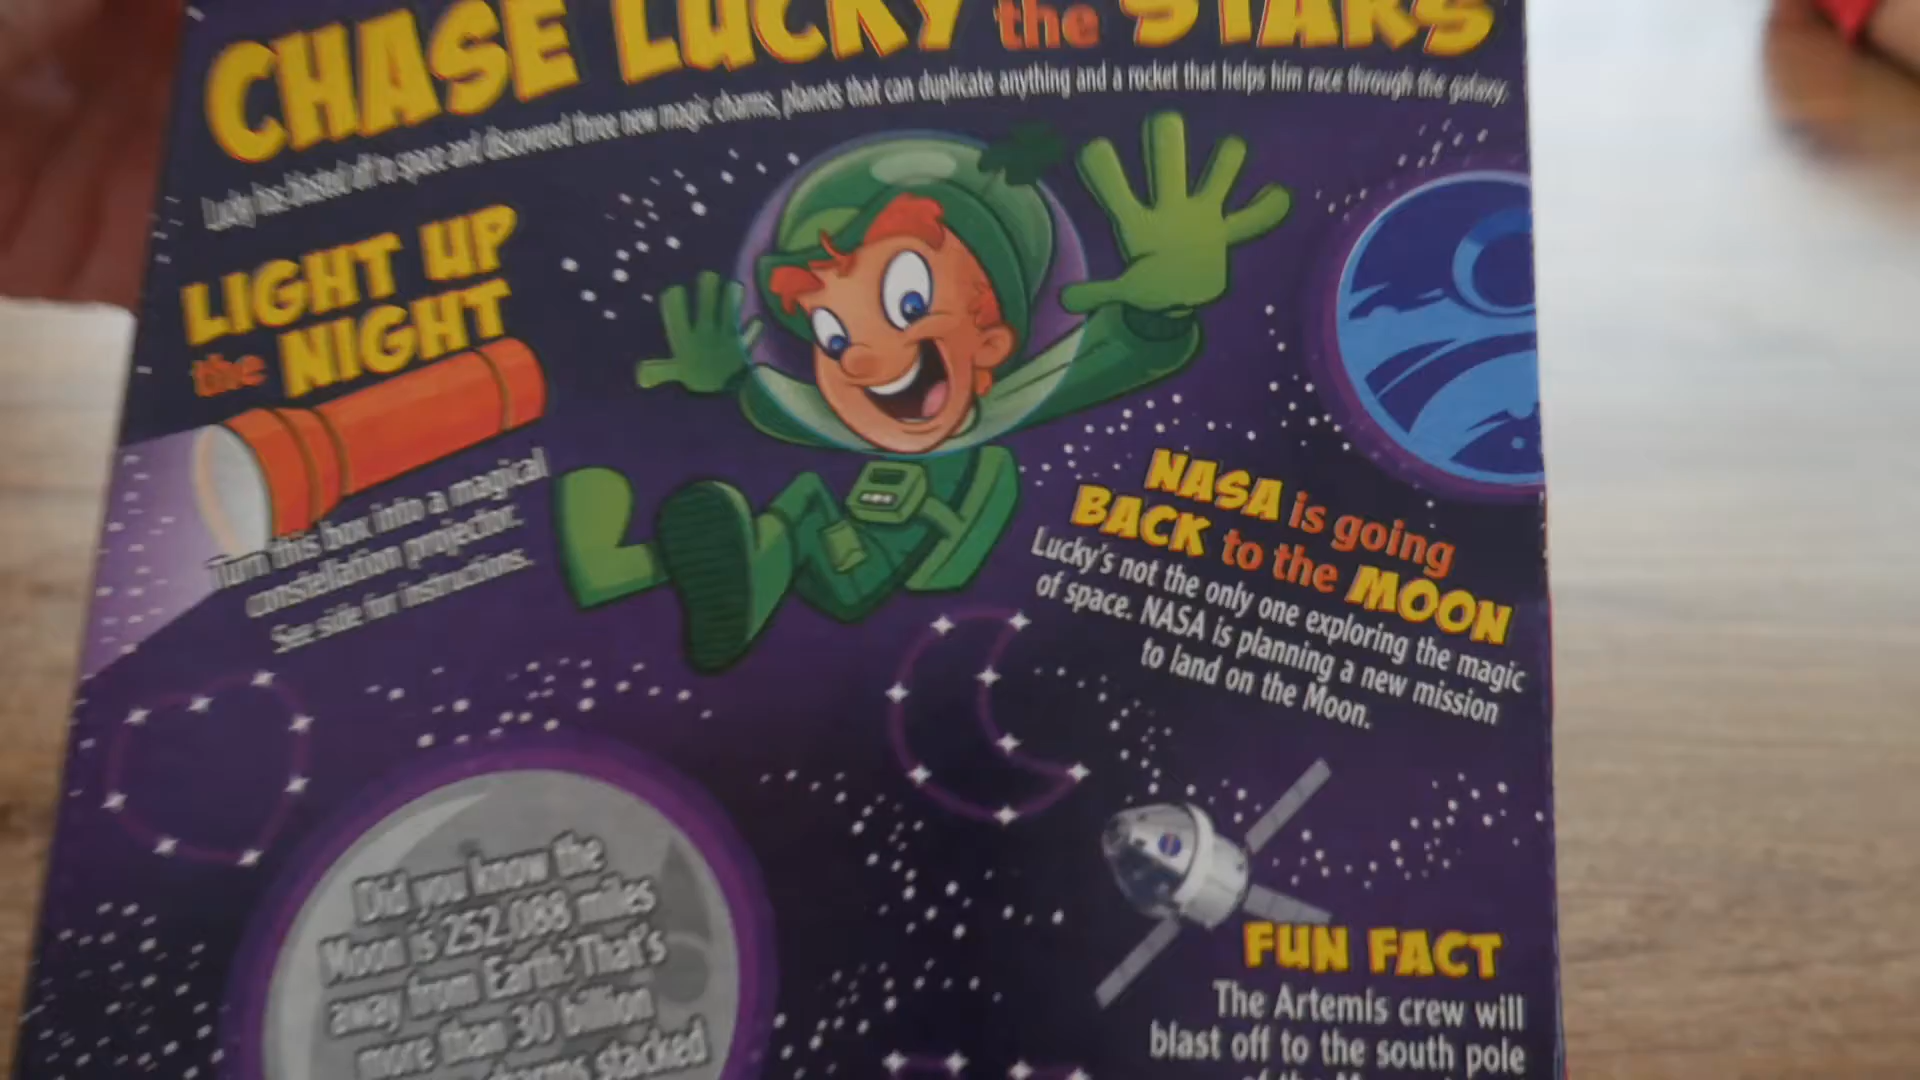 CHASE LUCKY the STARS
Lucky has blasted off in space and discovered three new magic charms, planets that can duplicate anything and a rocket that helps him race through the galaxy.
LIGHT UP
the NIGHT
Turn this box into a magical
constellation projector.
See side for instructions.
NASA is going
BACK to the MOON
Lucky's not the only one exploring the magic
of space. NASA is planning a new mission
to land on the Moon.
Did you know the
Moon is 252,088 miles
away from Earth? That's
more than 30 billion
charms stacked
FUN FACT
The Artemis crew will
blast off to the south pole